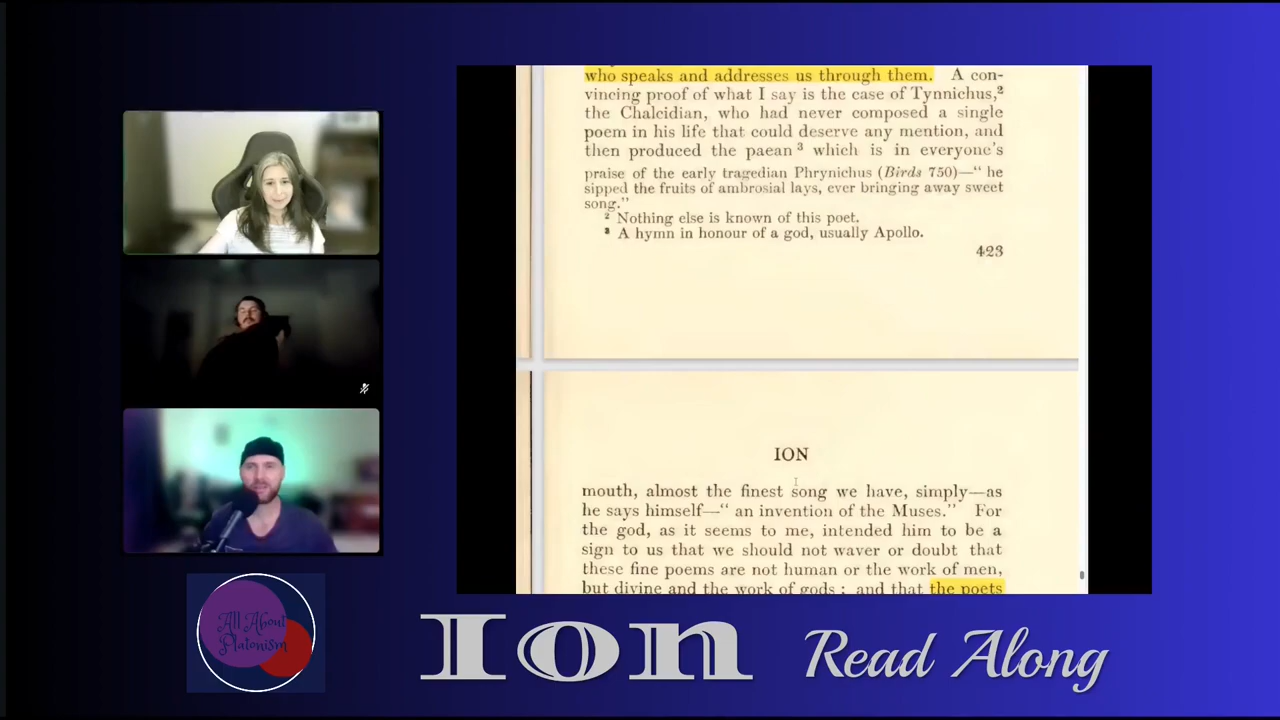 who speaks and addresses us through them. A con-
vincing proof of what I say is the case of Tynnichus,²
the Chalcidian, who had never composed a single
poem in his life that could deserve any mention, and
then produced the paean ³ which is in everyone's
praise of the early tragedian Phrynichus (Birds 750)—“ he
sipped the fruits of ambrosial lays, ever bringing away sweet
song.”
² Nothing else is known of this poet.
³ A hymn in honour of a god, usually Apollo.
423
ION
mouth, almost the finest song we have, simply—as
he says himself—“ an invention of the Muses.” For
the god, as it seems to me, intended him to be a
sign to us that we should not waver or doubt that
these fine poems are not human or the work of men,
but divine and the work of gods ; and that the poets
All About
Platonism
Ion Read Along